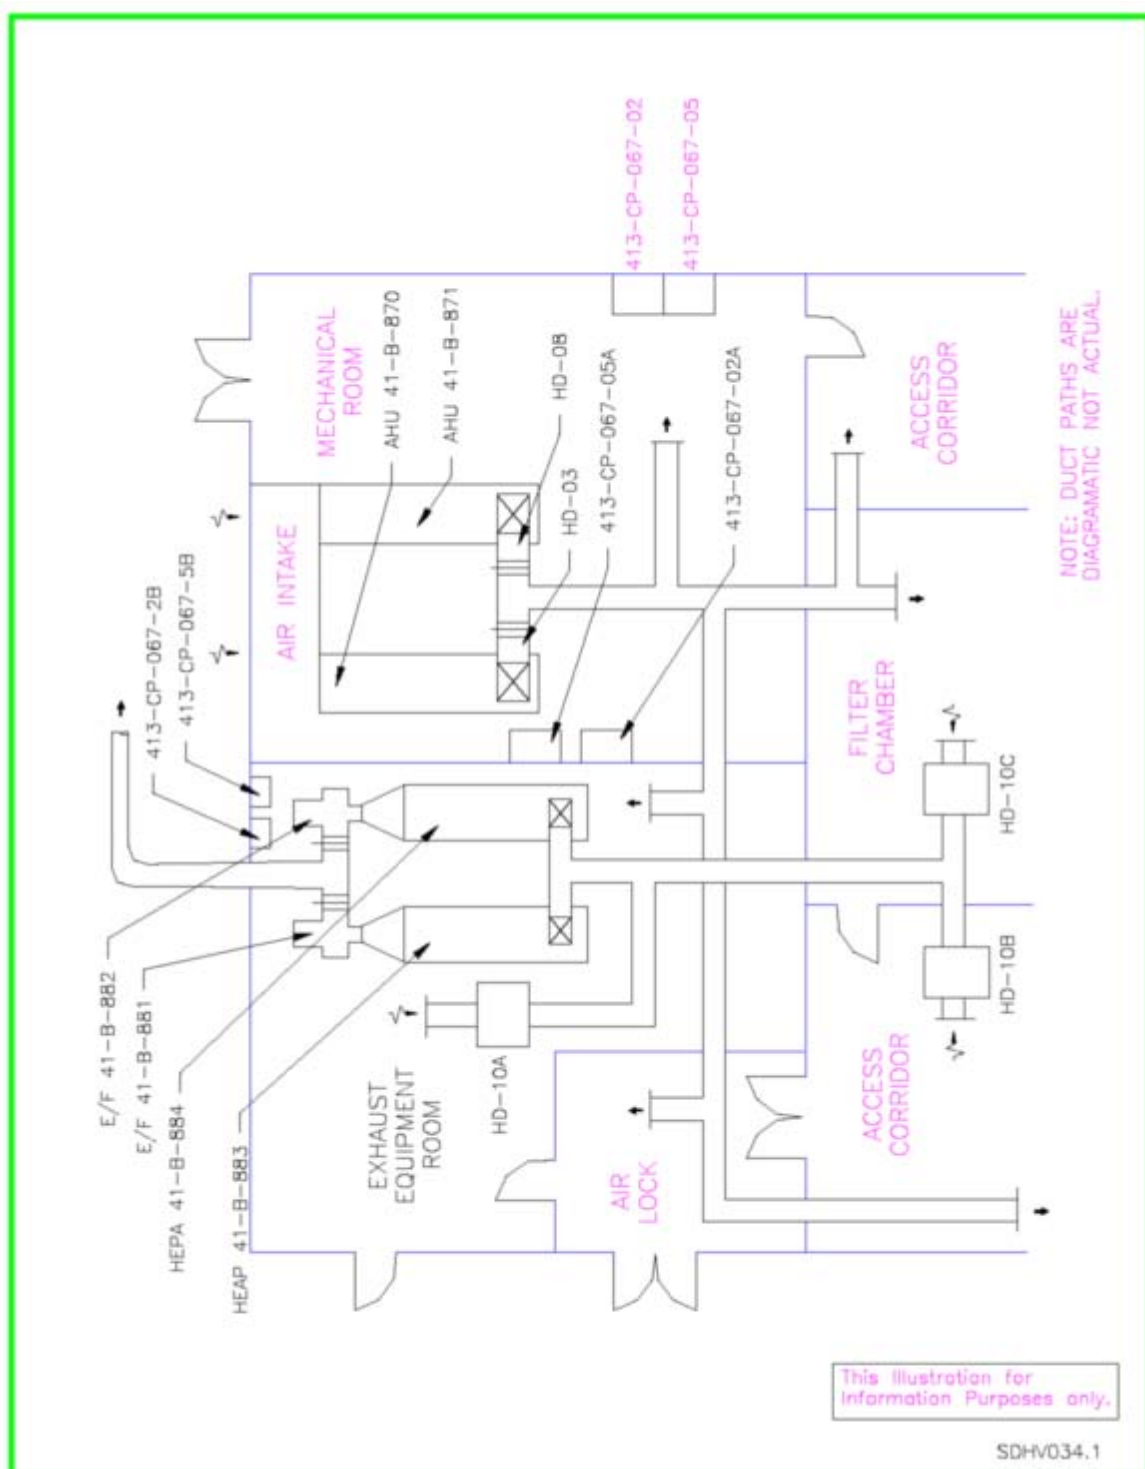 413-CP-067-02
413-CP-067-05
MECHANICAL
ROOM
AHU 41-B-870
AHU 41-B-871
HD-08
413-CP-067-05A
HD-03
413-CP-067-02A
ACCESS
CORRIDOR
NOTE: DUCT PATHS ARE
DIAGRAMATIC NOT ACTUAL.
AIR INTAKE
413-CP-067-5B
413-CP-067-2B
FILTER
CHAMBER
HD-10C
HD-10B
E/F 41-B-882
E/F 41-B-881
HEPA 41-B-884
HEAP 41-B-883
EXHAUST
EQUIPMENT
ROOM
HD-10A
AIR
LOCK
ACCESS
CORRIDOR
This Illustration for
Information Purposes only.
SDHV034.1